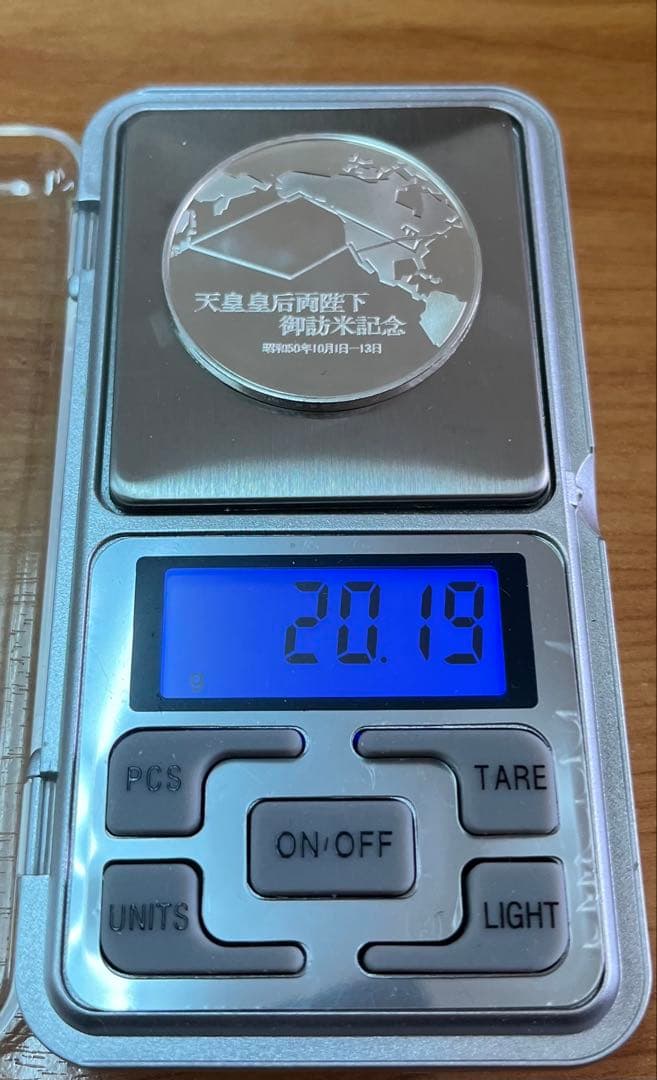 天皇皇后両陛下
御訪米記念
昭和50年10月1日―13日
20.19
g
PCS
TARE
ON/OFF
UNITS
LIGHT